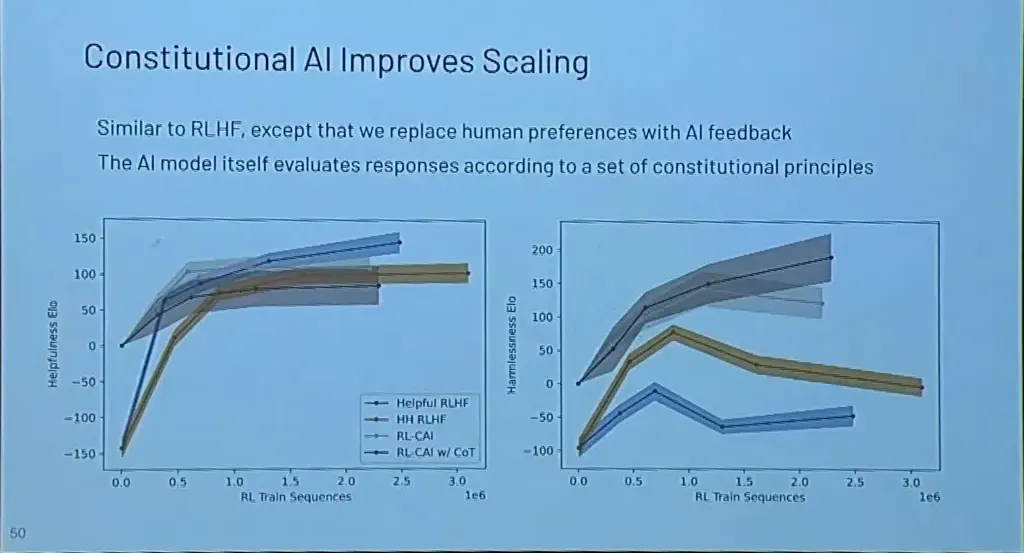 Constitutional AI Improves Scaling
Similar to RLHF, except that we replace human preferences with AI feedback
The AI model itself evaluates responses according to a set of constitutional principles
150
100
50
0
−50
−100
−150
Helpfulness Elo
0.0 0.5 1.0 1.5 2.0 2.5 3.0
1e6
RL Train Sequences
Helpful RLHF
HH RLHF
RL-CAI
RL-CAI w/ CoT
200
150
100
50
0
−50
−100
Harmlessness Elo
0.0 0.5 1.0 1.5 2.0 2.5 3.0
1e6
RL Train Sequences
50